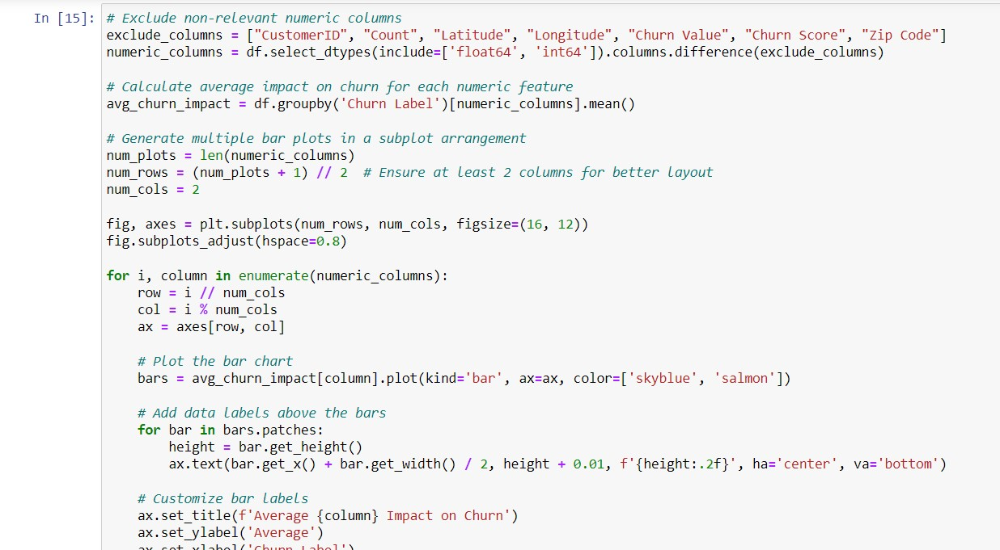 In [15]: # Exclude non-relevant numeric columns
exclude_columns = ["CustomerID", "Count", "Latitude", "Longitude", "Churn Value", "Churn Score", "Zip Code"]
numeric_columns = df.select_dtypes(include=['float64', 'int64']).columns.difference(exclude_columns)

# Calculate average impact on churn for each numeric feature
avg_churn_impact = df.groupby('Churn Label')[numeric_columns].mean()

# Generate multiple bar plots in a subplot arrangement
num_plots = len(numeric_columns)
num_rows = (num_plots + 1) // 2  # Ensure at least 2 columns for better layout
num_cols = 2

fig, axes = plt.subplots(num_rows, num_cols, figsize=(16, 12))
fig.subplots_adjust(hspace=0.8)

for i, column in enumerate(numeric_columns):
    row = i // num_cols
    col = i % num_cols
    ax = axes[row, col]

    # Plot the bar chart
    bars = avg_churn_impact[column].plot(kind='bar', ax=ax, color=['skyblue', 'salmon'])

    # Add data labels above the bars
    for bar in bars.patches:
        height = bar.get_height()
        ax.text(bar.get_x() + bar.get_width() / 2, height + 0.01, f'{height:.2f}', ha='center', va='bottom')

    # Customize bar labels
    ax.set_title(f'Average {column} Impact on Churn')
    ax.set_ylabel('Average')
    ax.set_xlabel('Churn Label')